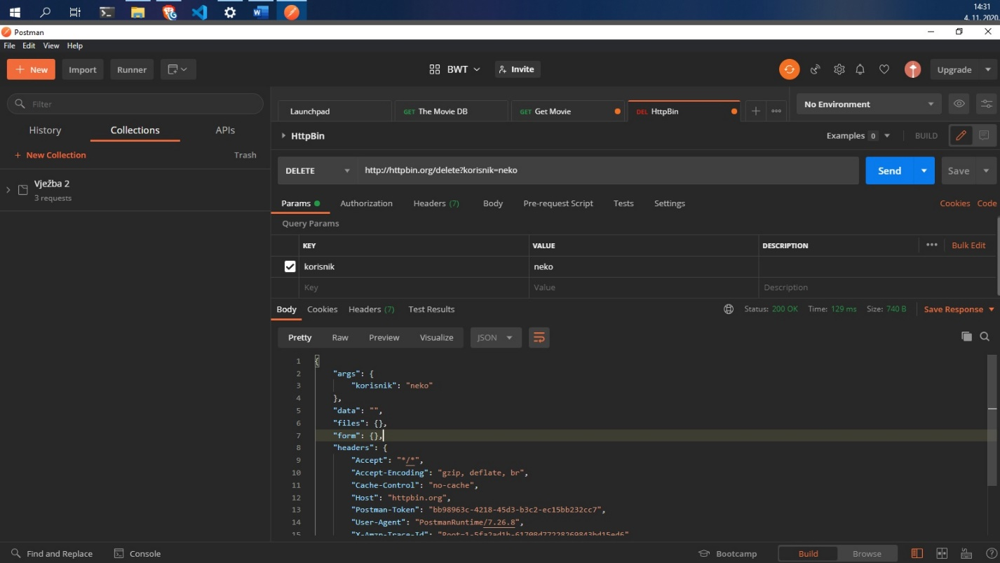 14:31
4. 11. 2020.
Postman
File Edit View Help
+ New Import Runner BWT Invite Upgrade
Filter
Launchpad GET The Movie DB GET Get Movie DEL HttpBin + No Environment
History Collections APIs
HttpBin Examples 0 BUILD
+ New Collection Trash
DELETE http://httpbin.org/delete?korisnik=neko Send Save
Vježba 2
3 requests
Params Authorization Headers (7) Body Pre-request Script Tests Settings Cookies Code
Query Params
KEY VALUE DESCRIPTION ••• Bulk Edit
korisnik neko
Key Value Description
Body Cookies Headers (7) Test Results Status: 200 OK Time: 129 ms Size: 740 B Save Response
Pretty Raw Preview Visualize JSON
1 {
2 "args": {
3 "korisnik": "neko"
4 },
5 "data": "",
6 "files": {},
7 "form": {},
8 "headers": {
9 "Accept": "*/*",
10 "Accept-Encoding": "gzip, deflate, br",
11 "Cache-Control": "no-cache",
12 "Host": "httpbin.org",
13 "Postman-Token": "bb98963c-4218-45d3-b3c2-ec15bb232cc7",
14 "User-Agent": "PostmanRuntime/7.26.8",
15 "X-Amzn-Trace-Id":
Find and Replace Console Bootcamp Build Browse